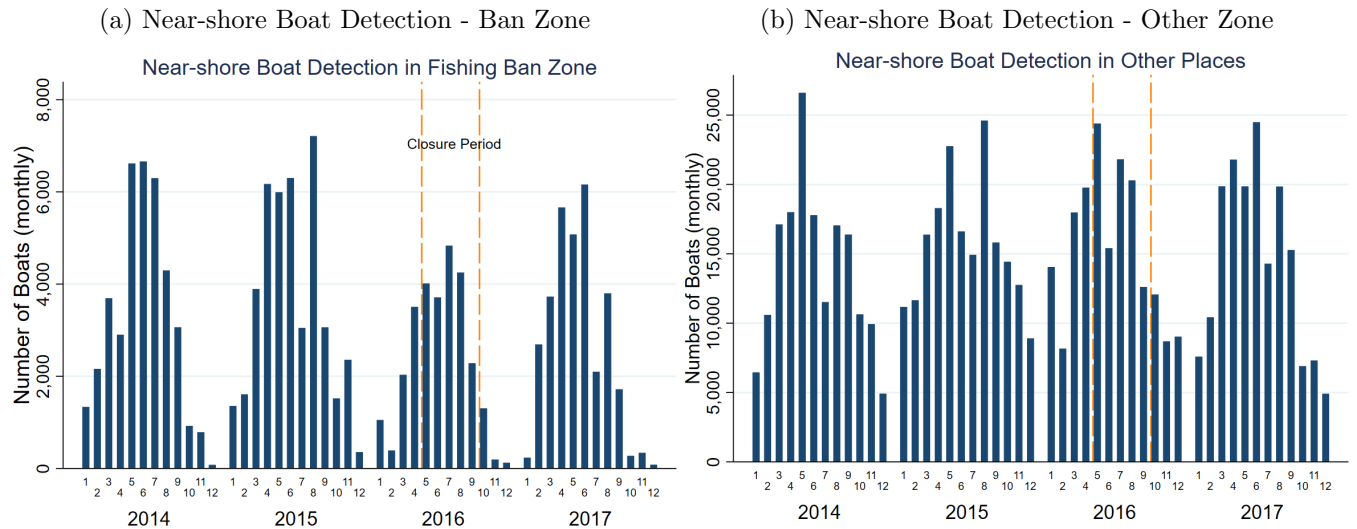 (a) Near-shore Boat Detection - Ban Zone
Near-shore Boat Detection in Fishing Ban Zone
Number of Boats (monthly)
8,000
6,000
4,000
2,000
0
Closure Period
1 3 5 7 9 11 1 3 5 7 9 11 1 3 5 7 9 11 1 3 5 7 9 11
2 4 6 8 10 12 2 4 6 8 10 12 2 4 6 8 10 12 2 4 6 8 10 12
2014 2015 2016 2017
(b) Near-shore Boat Detection - Other Zone
Near-shore Boat Detection in Other Places
Number of Boats (monthly)
25,000
20,000
15,000
10,000
5,000
0
1 3 5 7 9 11 1 3 5 7 9 11 1 3 5 7 9 11 1 3 5 7 9 11
2 4 6 8 10 12 2 4 6 8 10 12 2 4 6 8 10 12 2 4 6 8 10 12
2014 2015 2016 2017